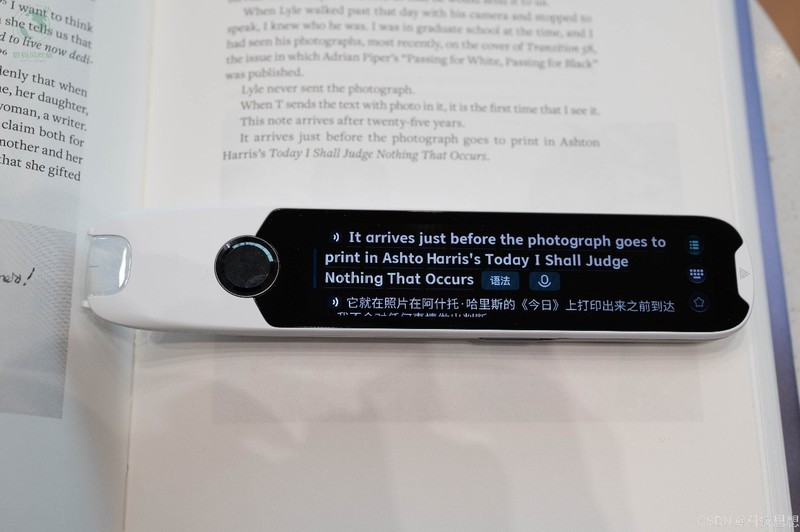 I want to think
she tells us that
d to live now dedi-
denly that when
e, her daughter,
woman, a writer.
claim both for
mother and her
that she gifted
When Lyle walked past that day with his camera and stopped to
speak, I knew who he was. I was in graduate school at the time, and I
had seen his photographs, most recently, on the cover of Transition 58,
the issue in which Adrian Piper's “Passing for White, Passing for Black”
was published.
Lyle never sent the photograph.
When T sends the text with photo in it, it is the first time that I see it.
This note arrives after twenty-five years.
It arrives just before the photograph goes to print in Ashton
Harris's Today I Shall Judge Nothing That Occurs.
It arrives just before the photograph goes to
print in Ashto Harris's Today I Shall Judge
Nothing That Occurs 语法
它就在照片在阿什托·哈里斯的《今日》上打印出来之前到达